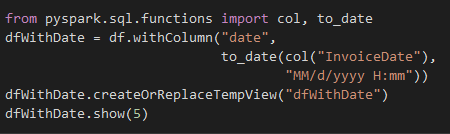 from pyspark.sql.functions import col, to_date
dfWithDate = df.withColumn("date",
                           to_date(col("InvoiceDate"),
                                   "MM/d/yyyy H:mm"))
dfWithDate.createOrReplaceTempView("dfWithDate")
dfWithDate.show(5)